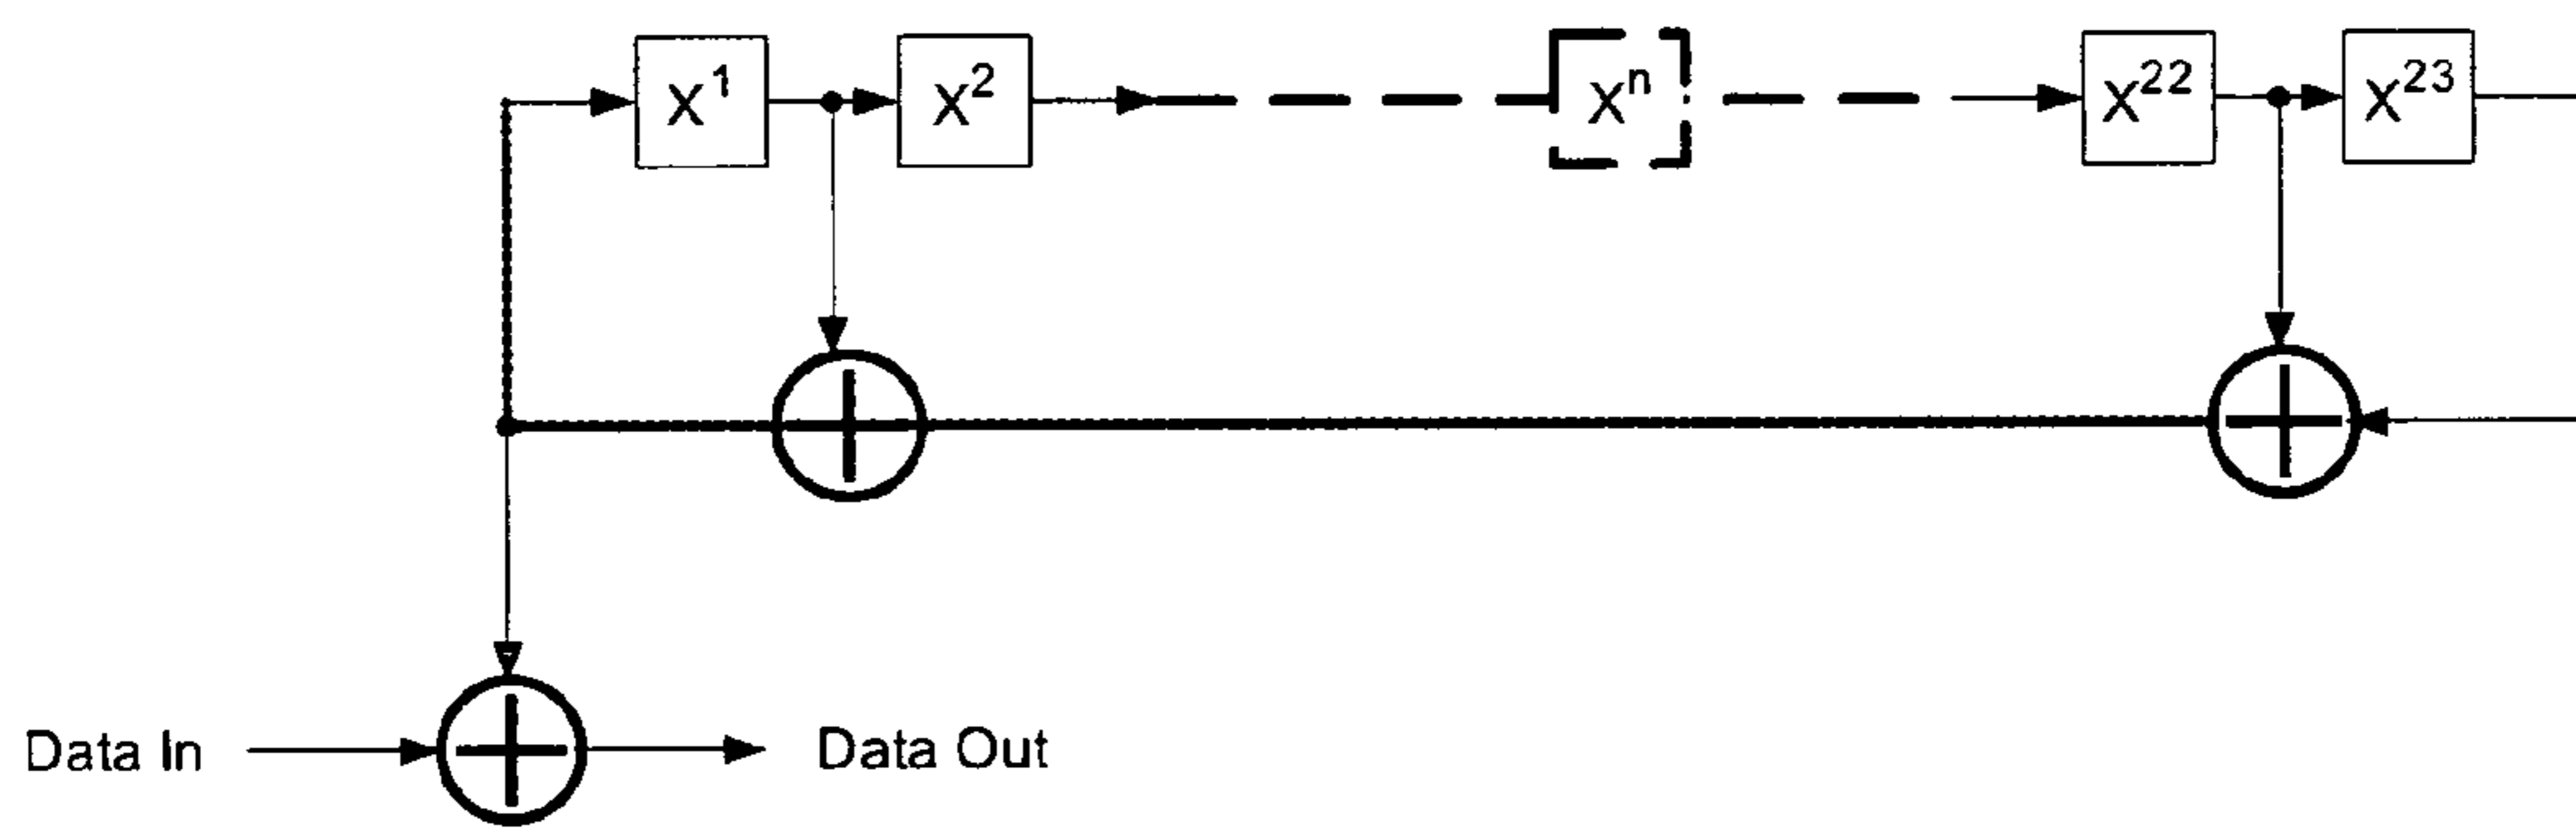 X¹ X² Xⁿ X²² X²³
Data In Data Out